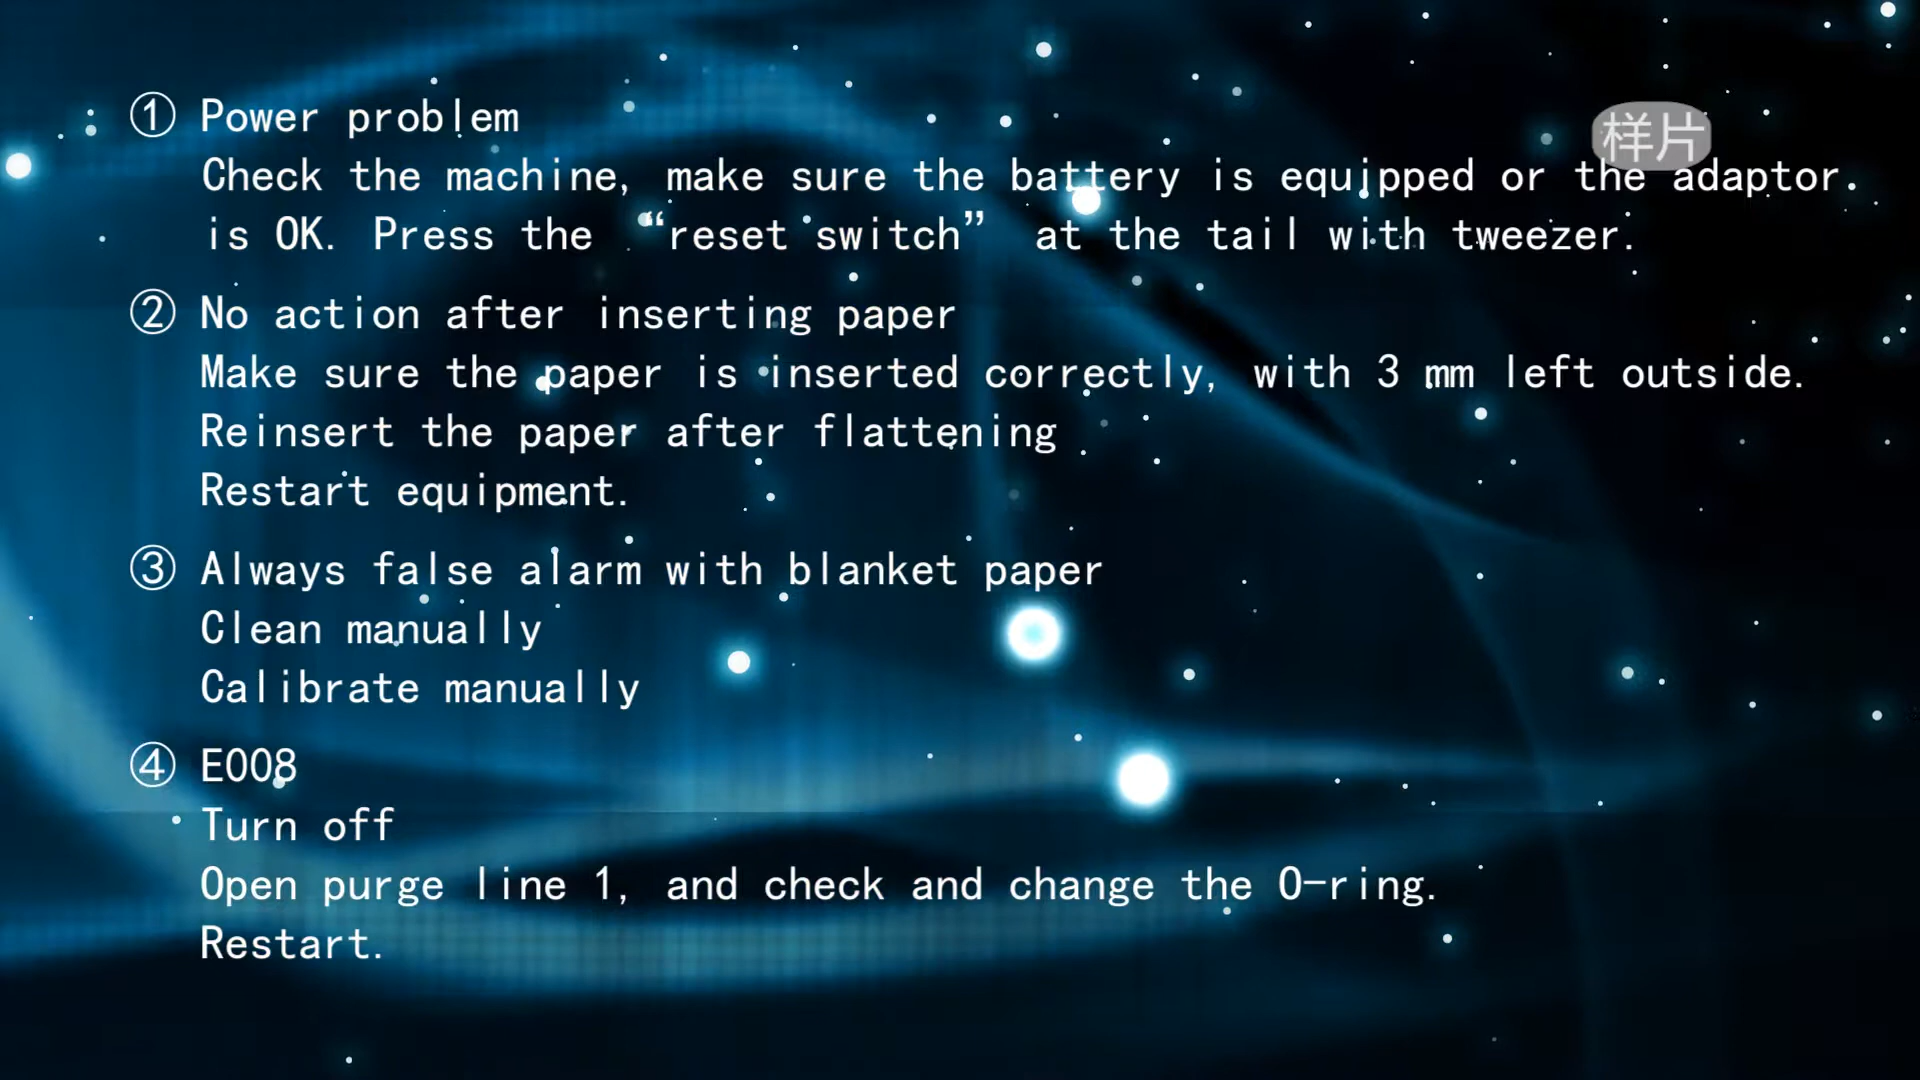 ① Power problem
样片
Check the machine, make sure the battery is equipped or the adaptor.
is OK. Press the “reset switch” at the tail with tweezer.
② No action after inserting paper
Make sure the paper is inserted correctly, with 3 mm left outside.
Reinsert the paper after flattening
Restart equipment.
③ Always false alarm with blanket paper
Clean manually
Calibrate manually
④ E008
Turn off
Open purge line 1, and check and change the O-ring.
Restart.